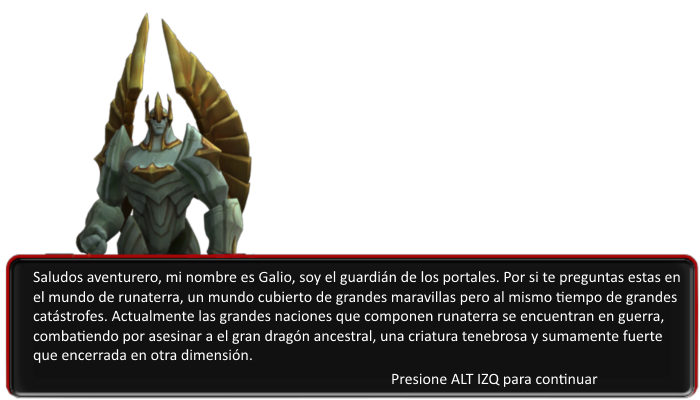 Saludos aventurero, mi nombre es Galio, soy el guardián de los portales. Por si te preguntas estas en
el mundo de runaterra, un mundo cubierto de grandes maravillas pero al mismo tiempo de grandes
catástrofes. Actualmente las grandes naciones que componen runaterra se encuentran en guerra,
combatiendo por asesinar a el gran dragón ancestral, una criatura tenebrosa y sumamente fuerte
que encerrada en otra dimensión.
Presione ALT IZQ para continuar